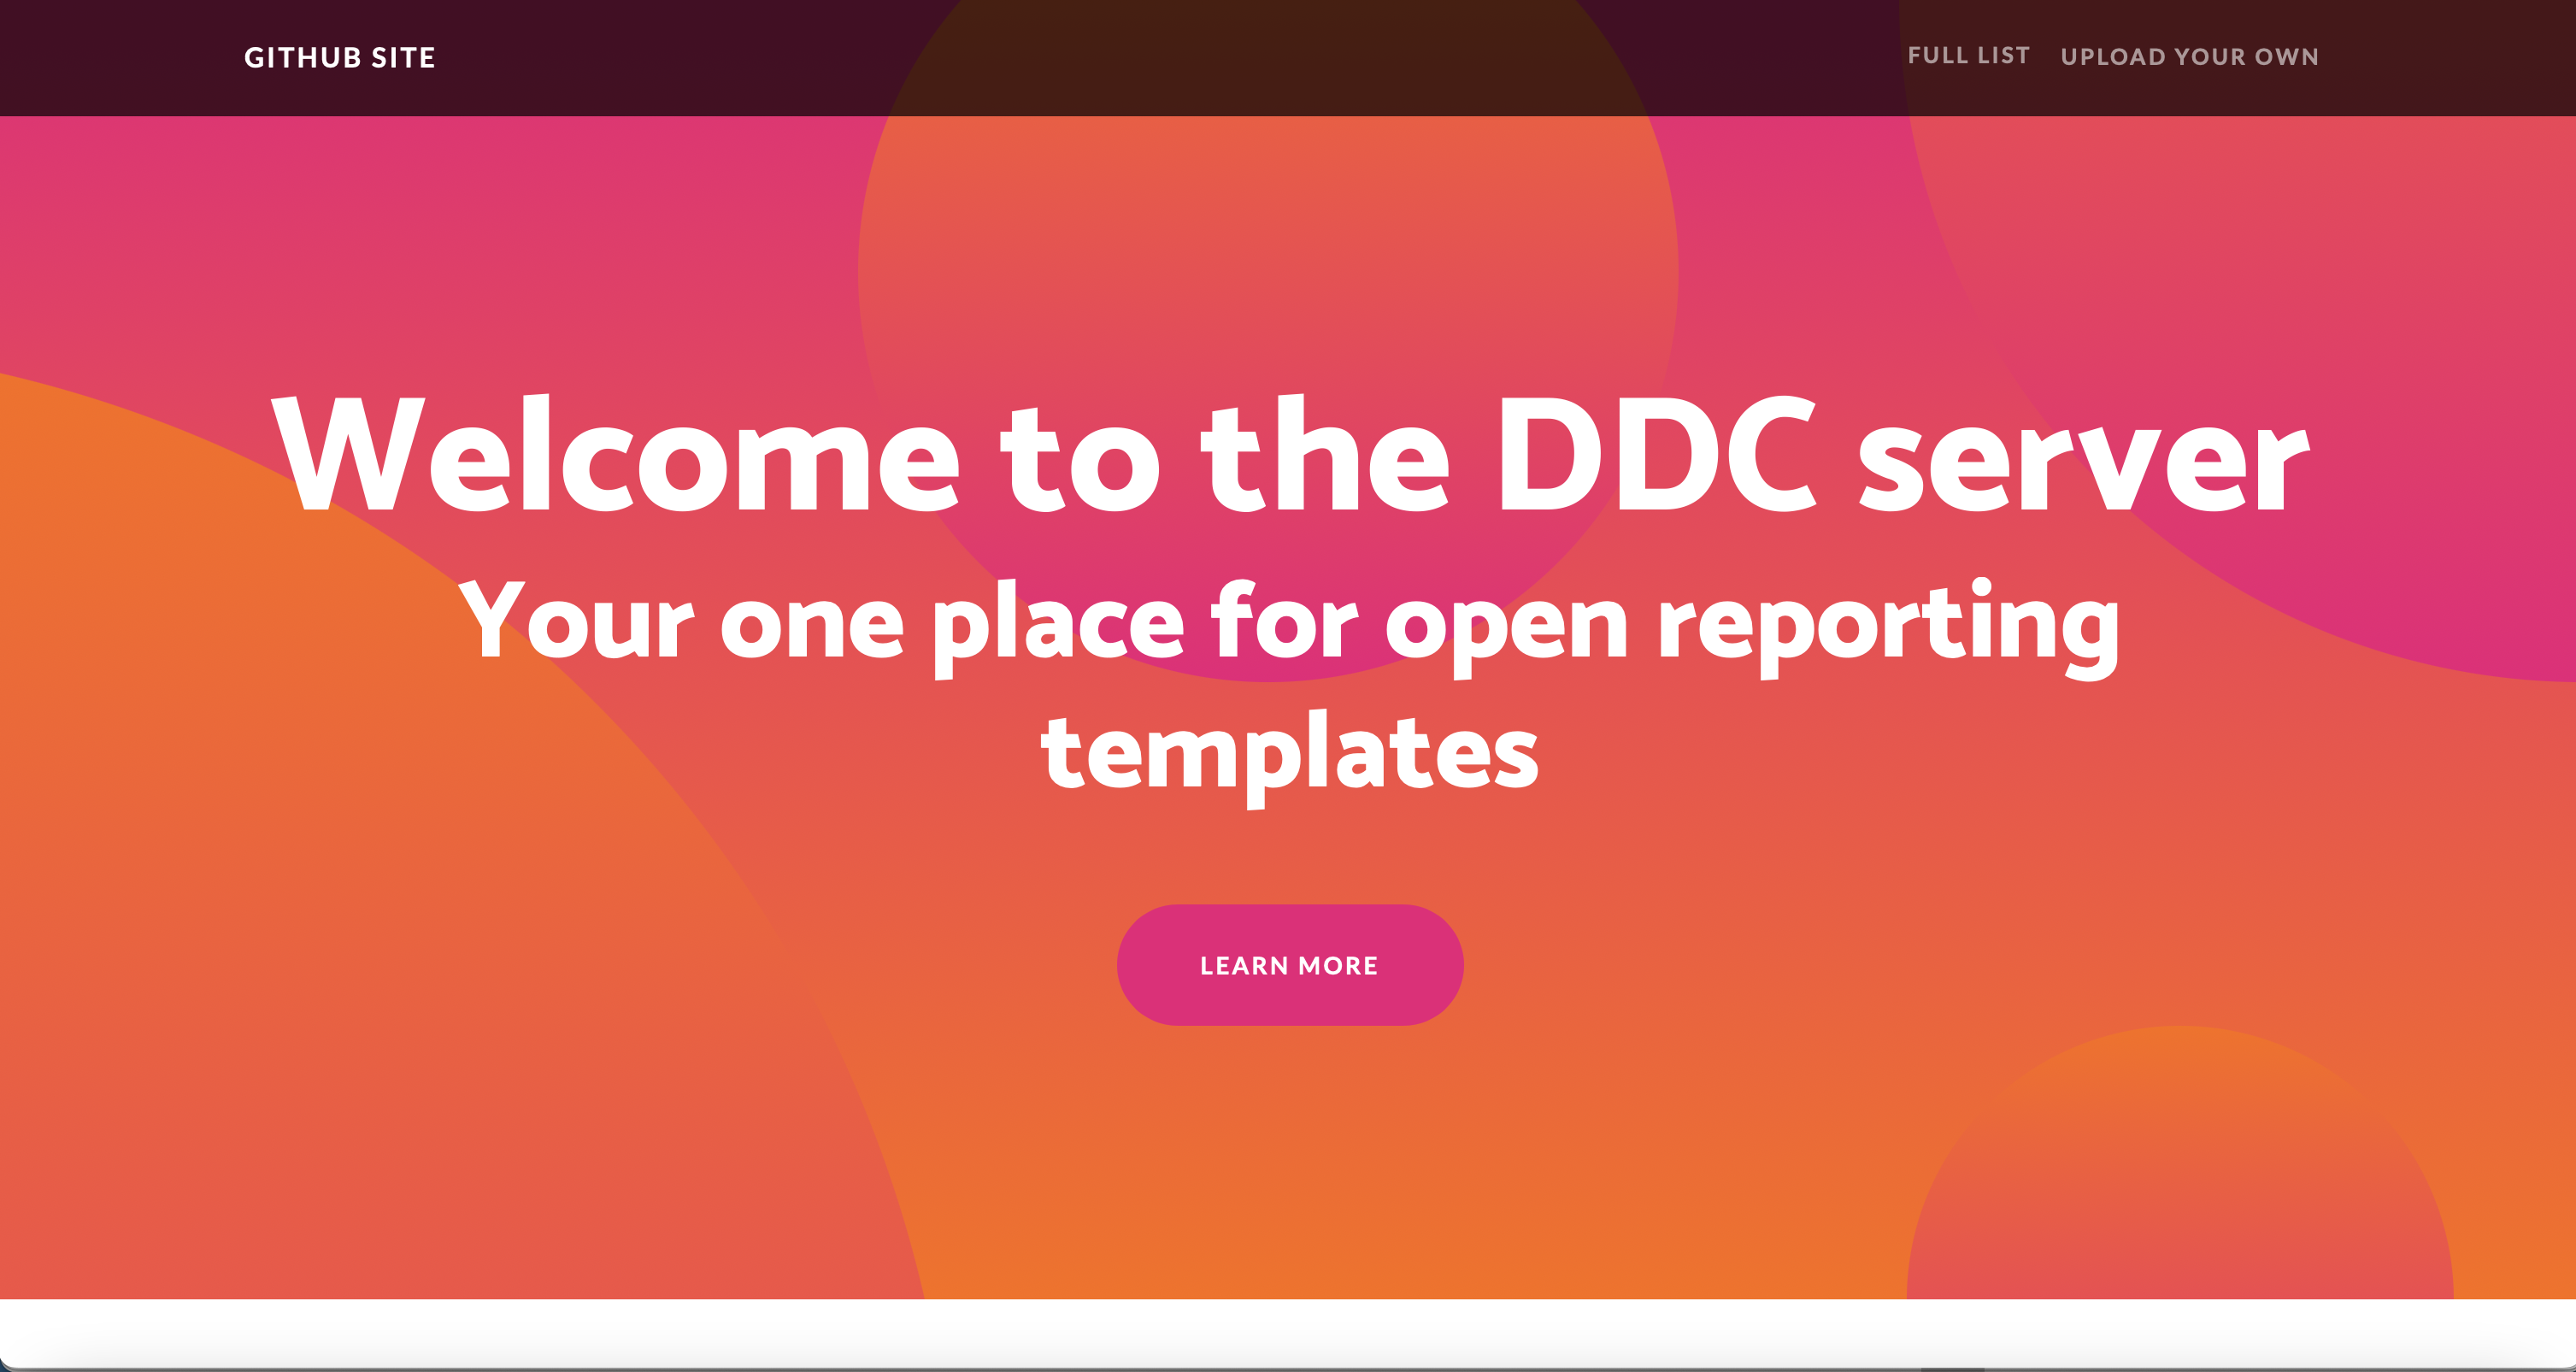 GITHUB SITE
FULL LIST
UPLOAD YOUR OWN
Welcome to the DDC server
Your one place for open reporting
templates
LEARN MORE